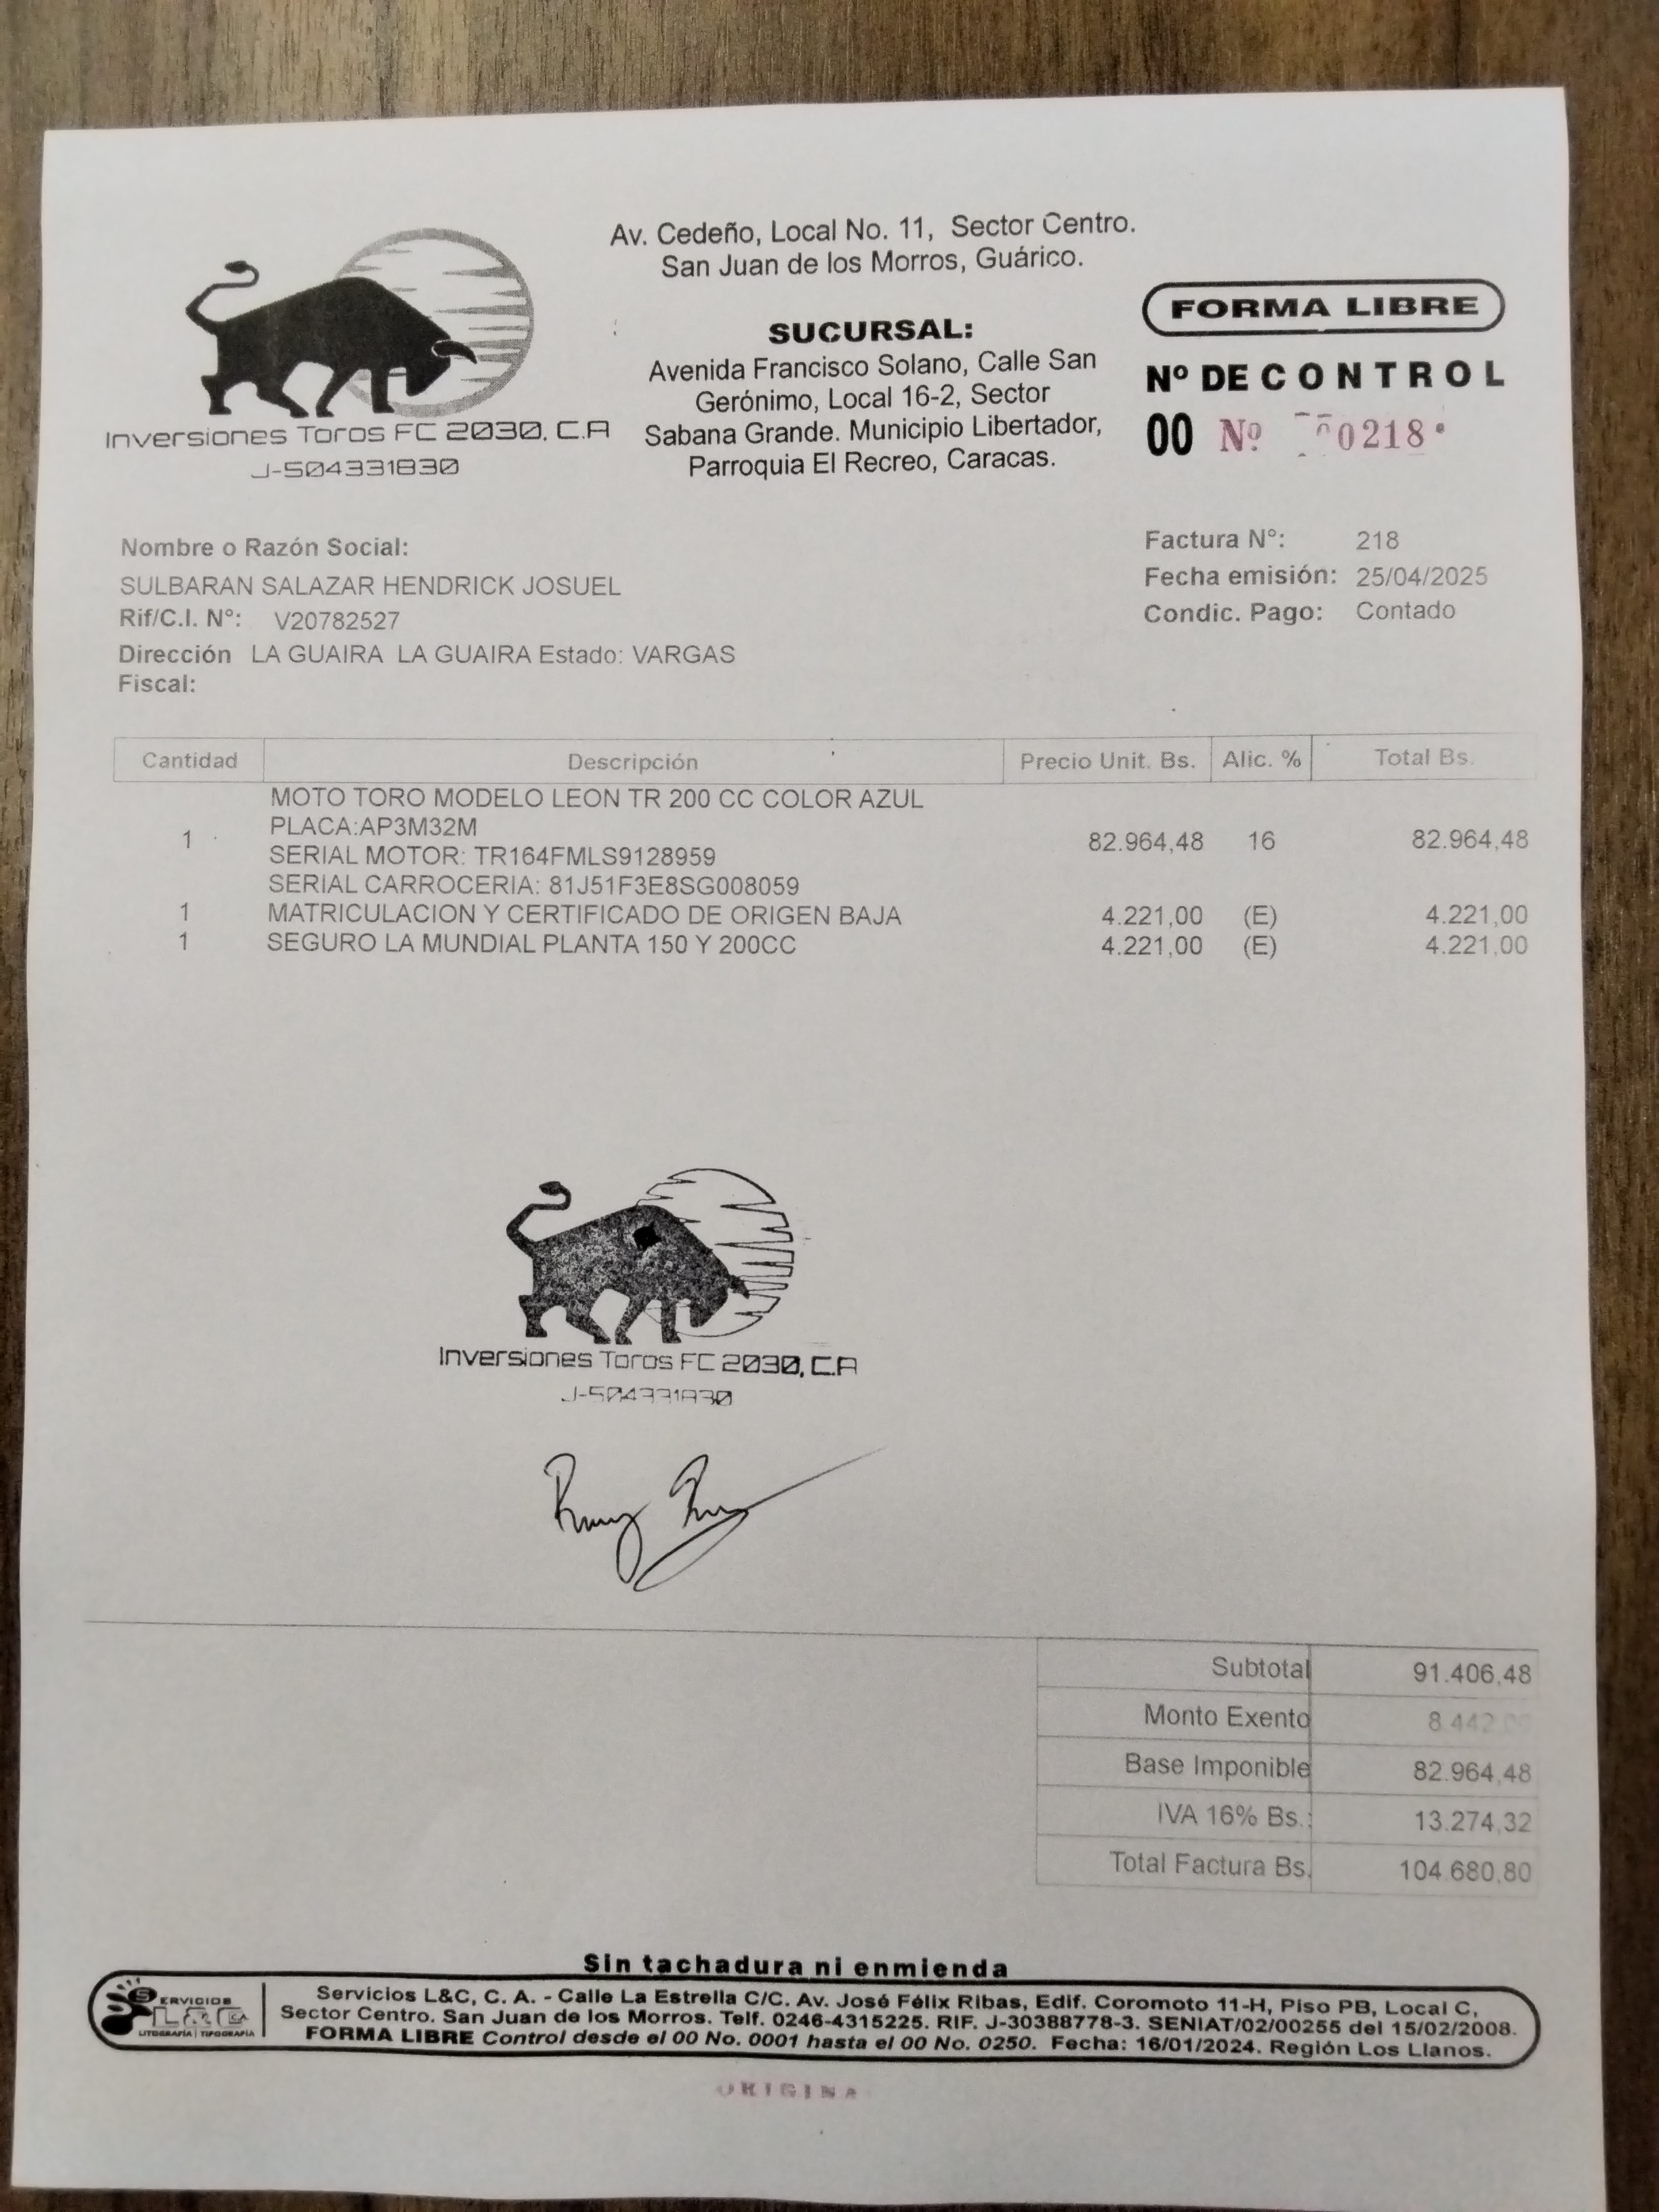 Av. Cedeño, Local No. 11, Sector Centro.
San Juan de los Morros, Guárico.
SUCURSAL:
Avenida Francisco Solano, Calle San
Gerónimo, Local 16-2, Sector
Sabana Grande. Municipio Libertador,
Parroquia El Recreo, Caracas.
Inversiones Toros FC 2030, C.A
J-504331830
FORMA LIBRE
Nº DE CONTROL
00 Nº 0218
Nombre o Razón Social:
SULBARAN SALAZAR HENDRICK JOSUEL
Rif/C.I. N°: V20782527
Dirección LA GUAIRA LA GUAIRA Estado: VARGAS
Fiscal:
Factura N°: 218
Fecha emisión: 25/04/2025
Condic. Pago: Contado
Cantidad Descripción Precio Unit. Bs. Alic. % Total Bs.
MOTO TORO MODELO LEON TR 200 CC COLOR AZUL
PLACA:AP3M32M
1 82.964,48 16 82.964,48
SERIAL MOTOR: TR164FMLS9128959
SERIAL CARROCERIA: 81J51F3E8SG008059
1 MATRICULACION Y CERTIFICADO DE ORIGEN BAJA 4.221,00 (E) 4.221,00
1 SEGURO LA MUNDIAL PLANTA 150 Y 200CC 4.221,00 (E) 4.221,00
Inversiones Toros FC 2030, C.A
J-504331830
Subtotal 91.406,48
Monto Exento 8.442,00
Base Imponible 82.964,48
IVA 16% Bs.: 13.274,32
Total Factura Bs. 104.680,80
Sin tachadura ni enmienda
SERVICIOS
L&C
LITOGRAFÍA | TIPOGRAFÍA
Servicios L&C, C. A. - Calle La Estrella C/C. Av. José Félix Ribas, Edif. Coromoto 11-H, Piso PB, Local C,
Sector Centro. San Juan de los Morros. Telf. 0246-4315225. RIF. J-30388778-3. SENIAT/02/00255 del 15/02/2008.
FORMA LIBRE Control desde el 00 No. 0001 hasta el 00 No. 0250. Fecha: 16/01/2024. Región Los Llanos.
ORIGINA